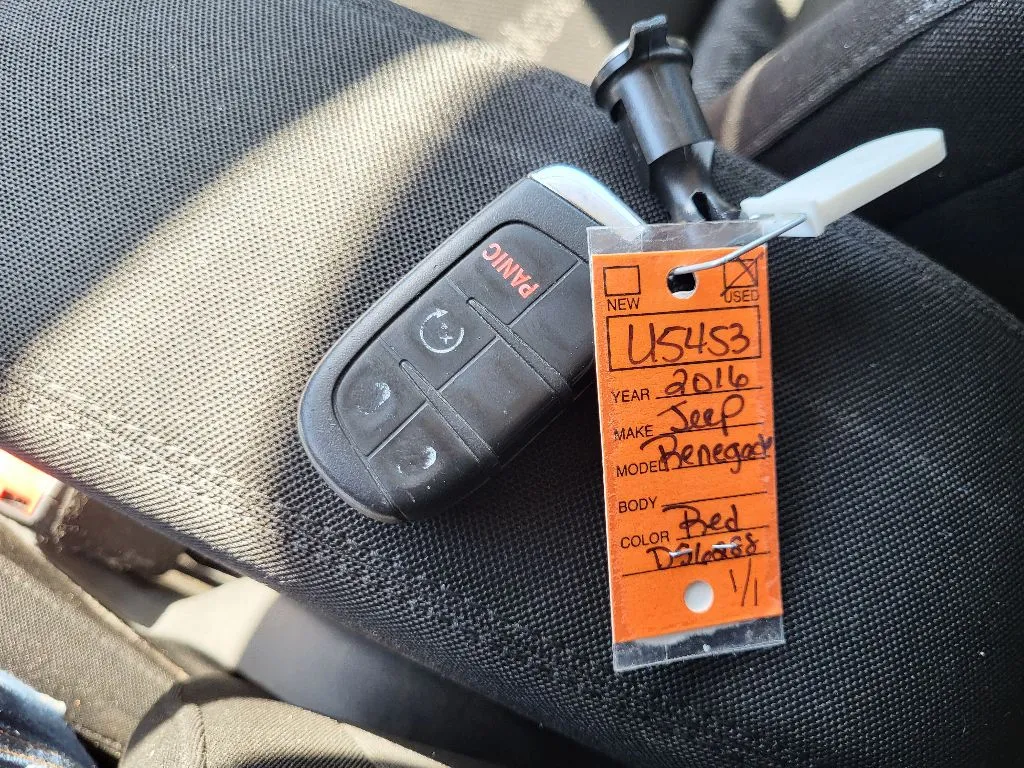 PANIC
NEW
USED
U5453
YEAR 2016
MAKE Jeep
MODEL Renegade
BODY
COLOR Red
1/1